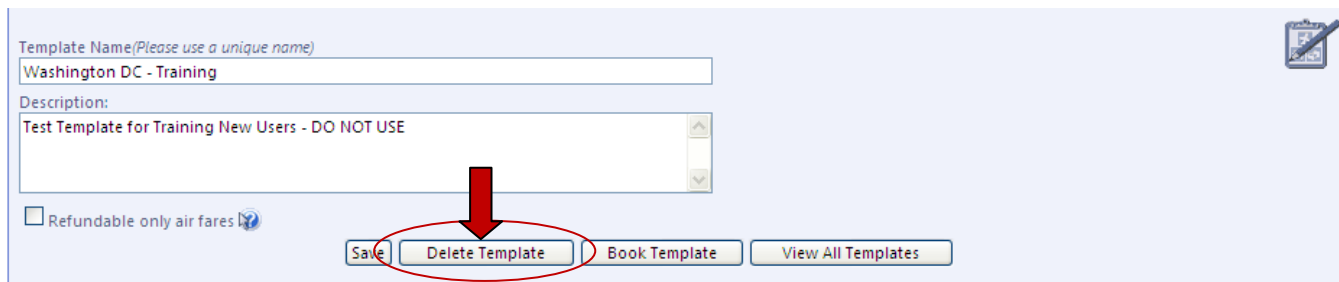 Template Name(Please use a unique name)
Washington DC - Training
Description:
Test Template for Training New Users - DO NOT USE
Refundable only air fares
Save Delete Template Book Template View All Templates